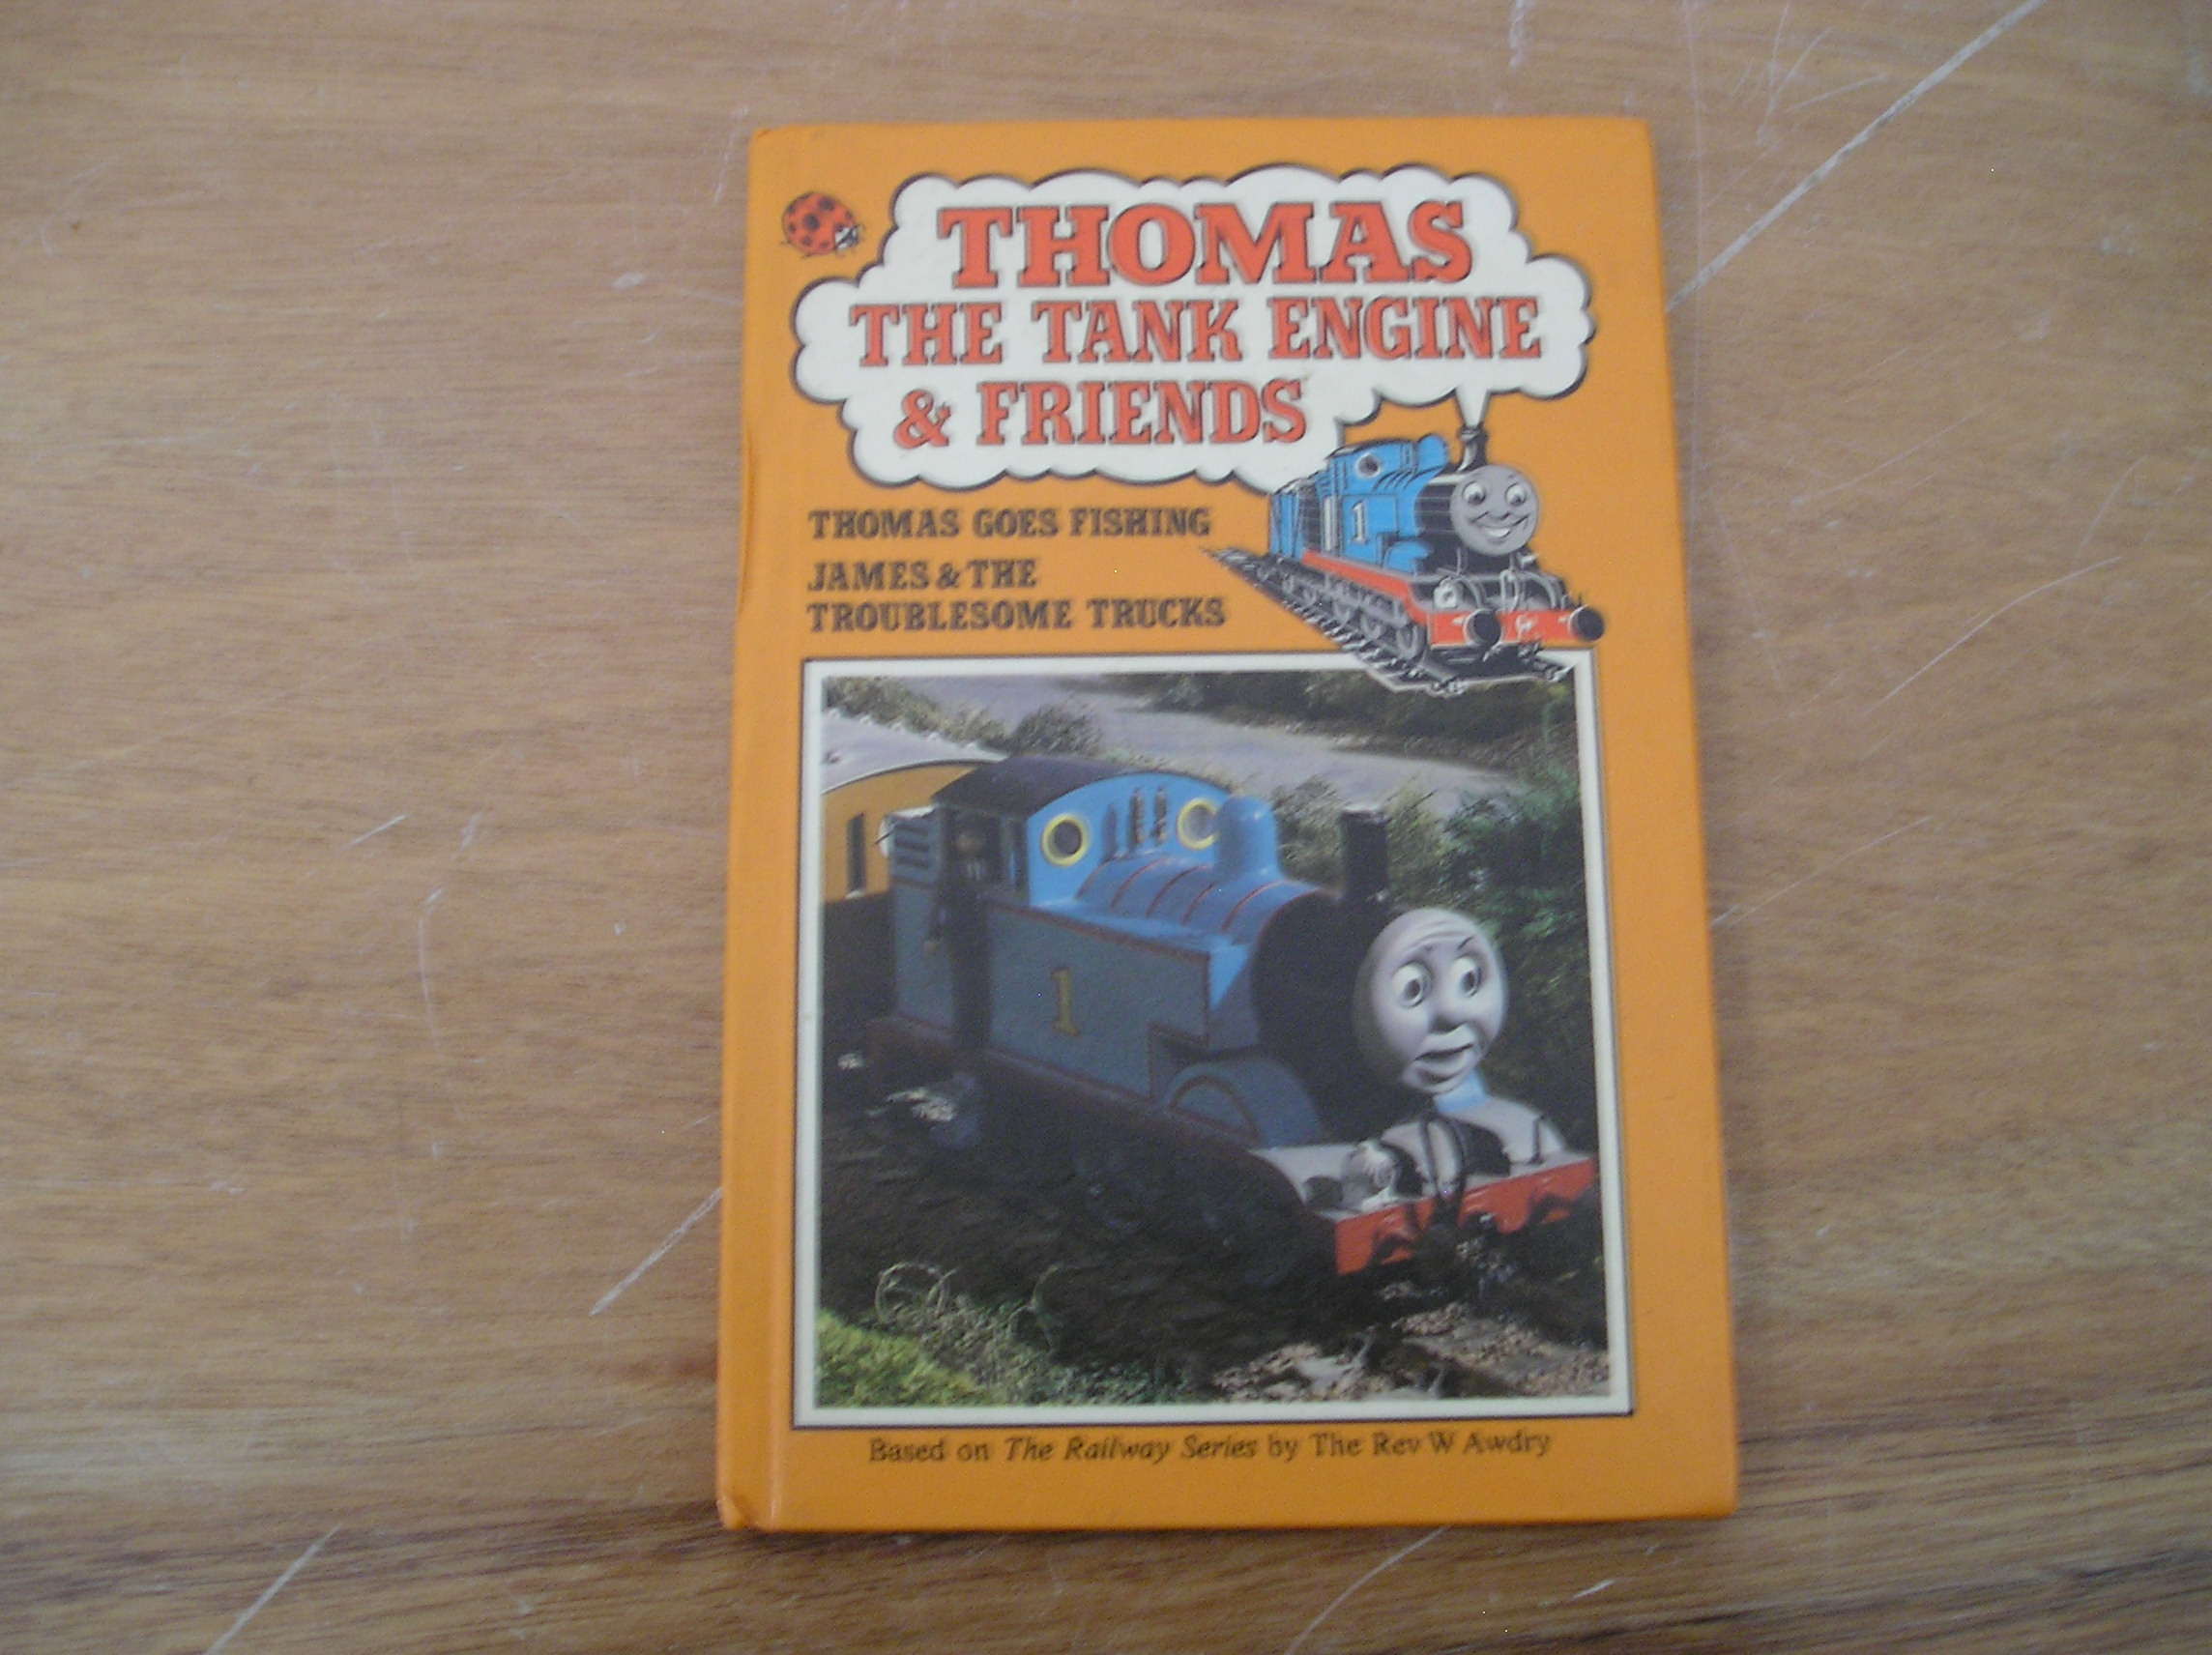 THOMAS
THE TANK ENGINE
& FRIENDS
1
THOMAS GOES FISHING
JAMES & THE
TROUBLESOME TRUCKS
1
Based on The Railway Series by The Rev W Awdry